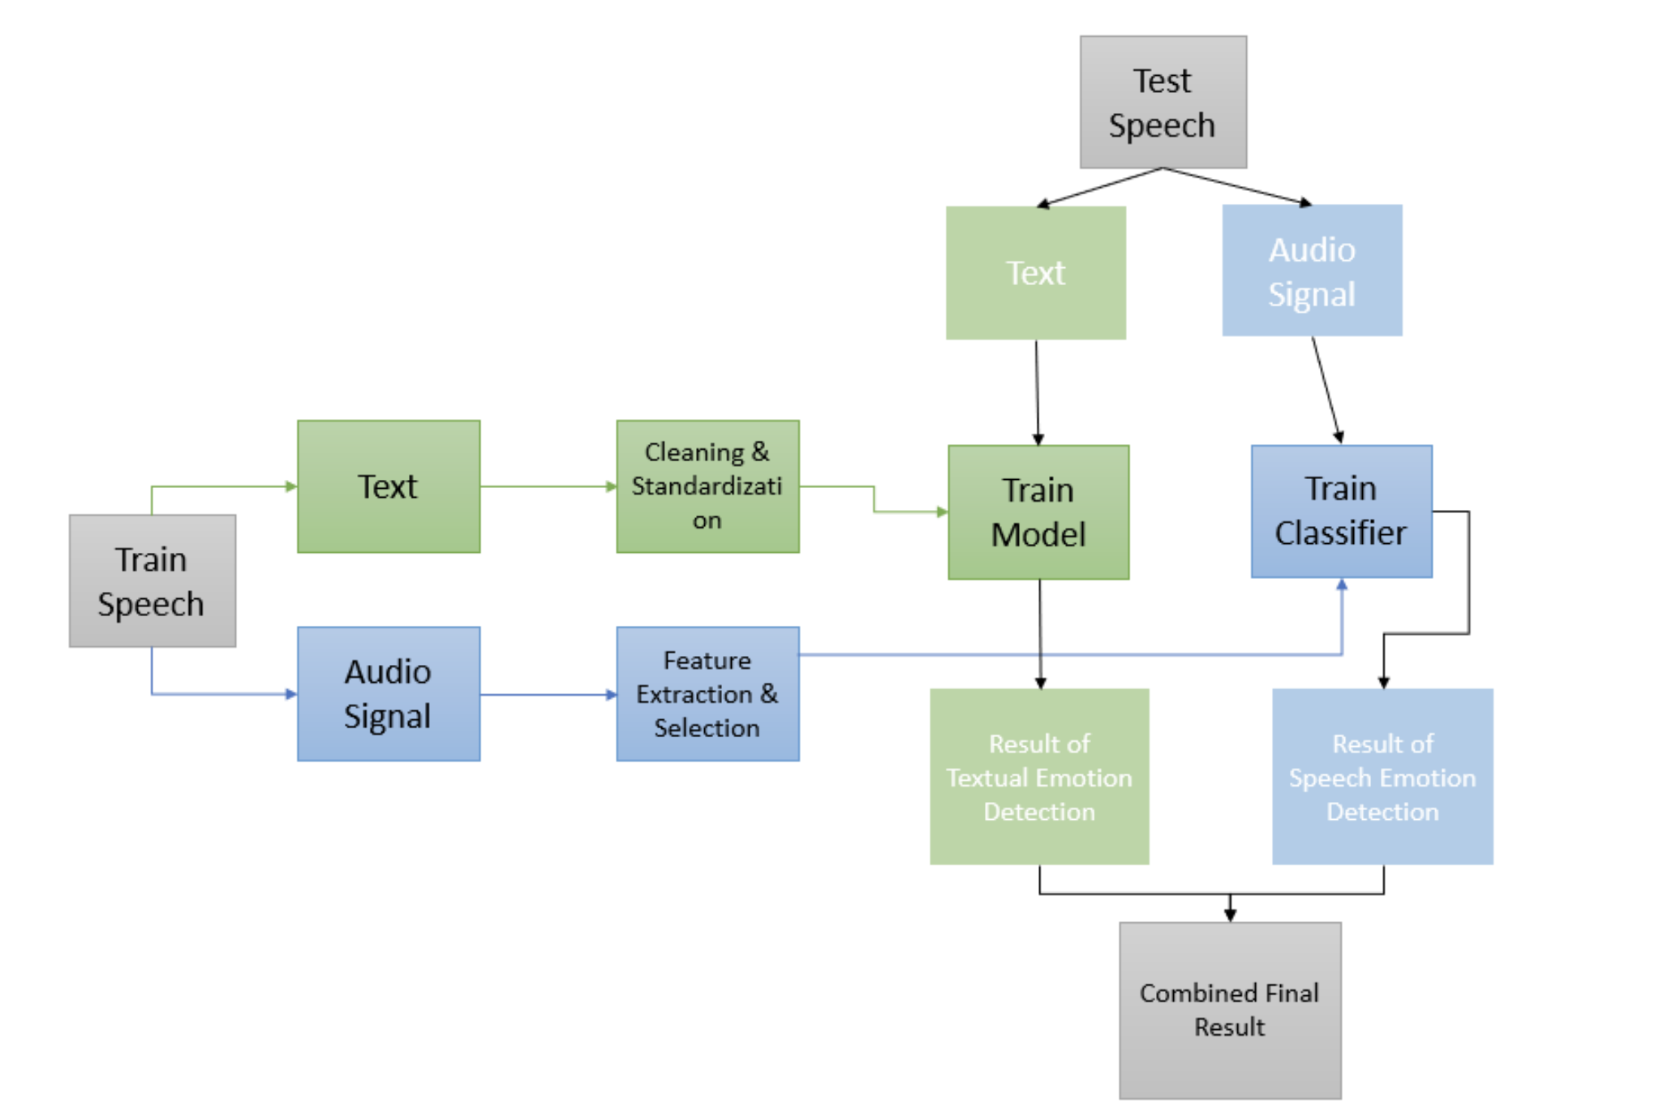 Test
Speech
Text
Audio
Signal
Text
Cleaning &
Standardizati
on
Train
Model
Train
Classifier
Train
Speech
Audio
Signal
Feature
Extraction &
Selection
Result of
Textual Emotion
Detection
Result of
Speech Emotion
Detection
Combined Final
Result